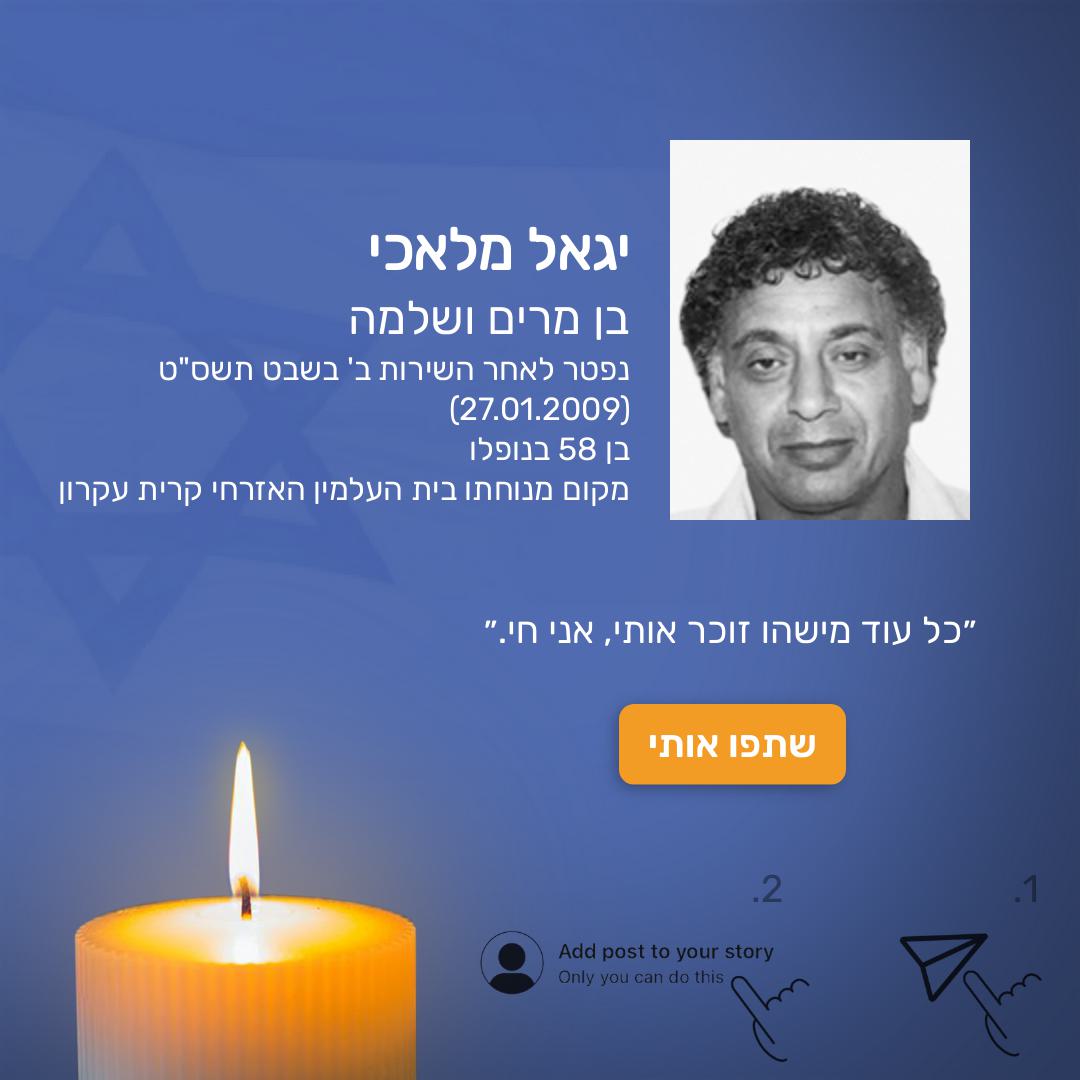 יגאל מלאכי
בן מרים ושלמה
נפטר לאחר השירות ב' בשבט תשס"ט
(27.01.2009)
בן 58 בנופלו
מקום מנוחתו בית העלמין האזרחי קרית עקרון
״כל עוד מישהו זוכר אותי, אני חי.״
שתפו אותי
.1
.2
Add post to your story
Only you can do this